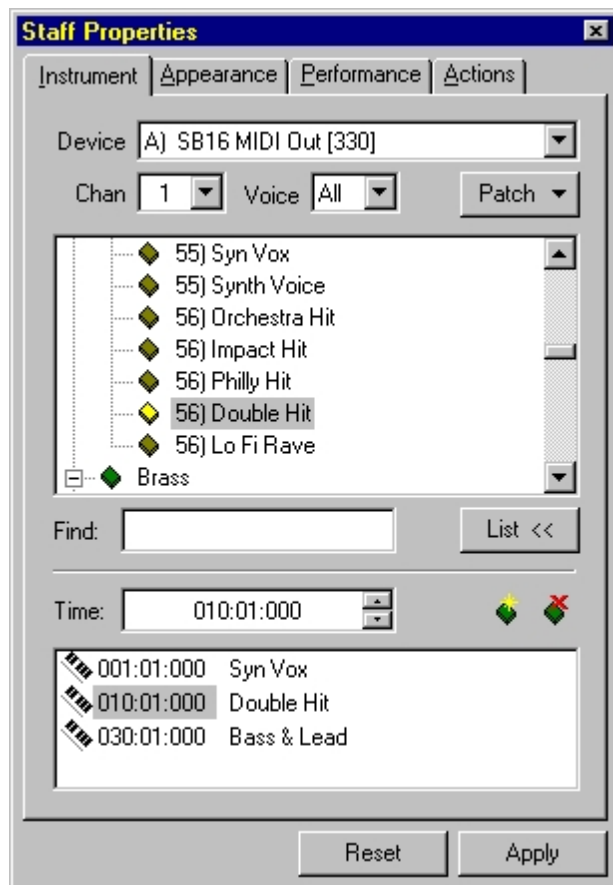 Staff Properties
Instrument Appearance Performance Actions
Device A) SB16 MIDI Out [330]
Chan 1 Voice All Patch
55) Syn Vox
55) Synth Voice
56) Orchestra Hit
56) Impact Hit
56) Philly Hit
56) Double Hit
56) Lo Fi Rave
Brass
Find: List <<
Time: 010:01:000
001:01:000 Syn Vox
010:01:000 Double Hit
030:01:000 Bass & Lead
Reset Apply